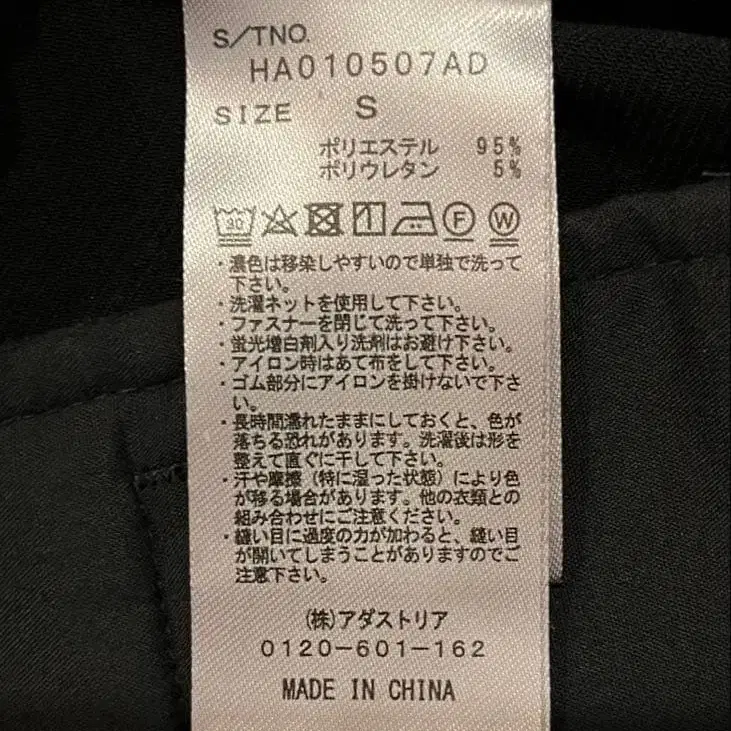 S/TNO.
HA010507AD
SIZE S
ポリエステル 95%
ポリウレタン 5%
30 F W
・濃色は移染しやすいので単独で洗って
下さい。
・洗濯ネットを使用して下さい。
・ファスナーを閉じて洗って下さい。
・蛍光増白剤入り洗剤はお避け下さい。
・アイロン時はあて布をして下さい。
・ゴム部分にアイロンを掛けないで下さ
い。
・長時間濡れたままにしておくと、色が
落ちる恐れがあります。洗濯後は形を
整えて直ぐに干して下さい。
・汗や摩擦（特に湿った状態）により色
が移る場合があります。他の衣類との
組み合わせにご注意ください。
・縫い目に過度の力が加わると、縫い目
が開いてしまうことがありますのでご
注意下さい。
(株)アダストリア
0120-601-162
MADE IN CHINA